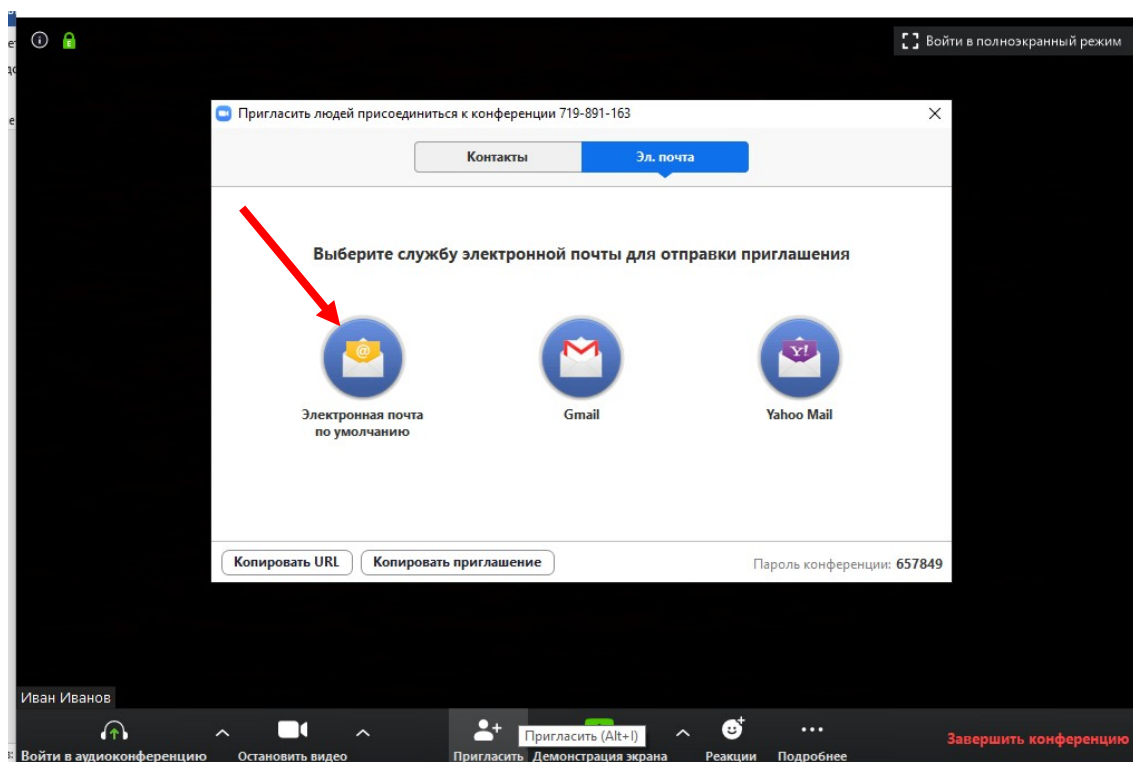 Войти в полноэкранный режим
Пригласить людей присоединиться к конференции 719-891-163
Контакты
Эл. почта
Выберите службу электронной почты для отправки приглашения
Электронная почта
по умолчанию
Gmail
Yahoo Mail
Копировать URL
Копировать приглашение
Пароль конференции: 657849
Иван Иванов
Пригласить (Alt+I)
Войти в аудиоконференцию
Остановить видео
Пригласить
Демонстрация экрана
Реакции
Подробнее
Завершить конференцию